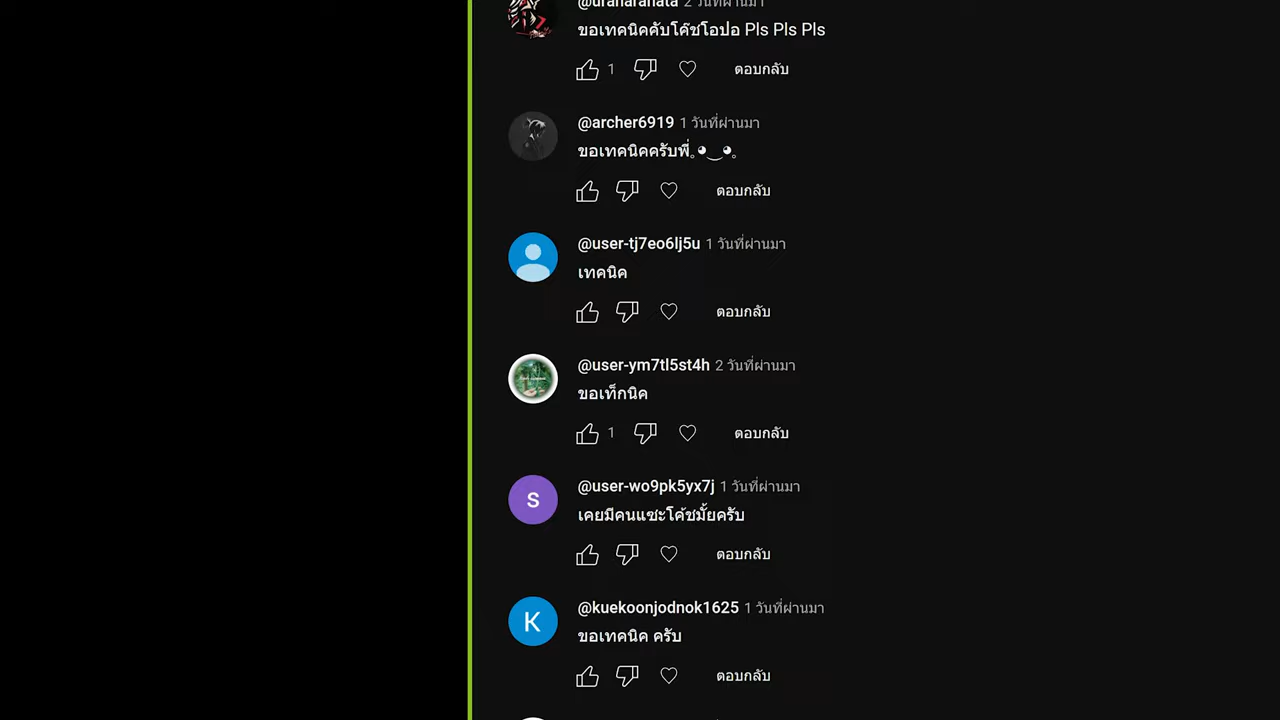 2 วันที่ผ่านมา
ขอเทคนิคคับโค๊ชโอปอ Pls Pls Pls
1
ตอบกลับ
@archer6919 1 วันที่ผ่านมา
ขอเทคนิคครับพี่｡◕‿◕｡
ตอบกลับ
@user-tj7eo6lj5u 1 วันที่ผ่านมา
เทคนิค
ตอบกลับ
@user-ym7tl5st4h 2 วันที่ผ่านมา
ขอเท็กนิค
1
ตอบกลับ
S
@user-wo9pk5yx7j 1 วันที่ผ่านมา
เคยมีคนแซะโค้ชมั้ยครับ
ตอบกลับ
K
@kuekoonjodnok1625 1 วันที่ผ่านมา
ขอเทคนิค ครับ
ตอบกลับ